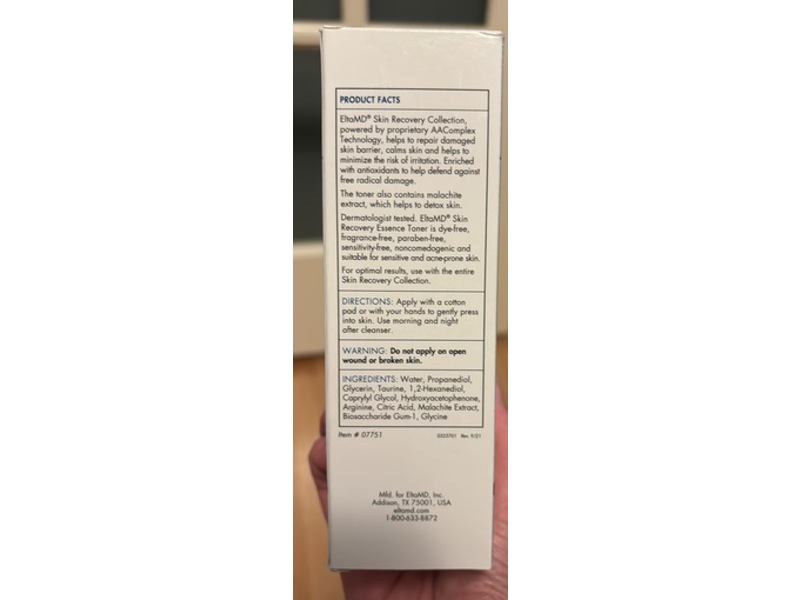 PRODUCT FACTS
EltaMD® Skin Recovery Collection,
powered by proprietary AAComplex
Technology, helps to repair damaged
skin barrier, calms skin and helps to
minimize the risk of irritation. Enriched
with antioxidants to help defend against
free radical damage.
The toner also contains malachite
extract, which helps to detox skin.
Dermatologist tested. EltaMD® Skin
Recovery Essence Toner is dye-free,
fragrance-free, paraben-free,
sensitivity-free, noncomedogenic and
suitable for sensitive and acne-prone skin.
For optimal results, use with the entire
Skin Recovery Collection.
DIRECTIONS: Apply with a cotton
pad or with your hands to gently press
into skin. Use morning and night
after cleanser.
WARNING: Do not apply on open
wound or broken skin.
INGREDIENTS: Water, Propanediol,
Glycerin, Taurine, 1,2-Hexanediol,
Caprylyl Glycol, Hydroxyacetophenone,
Arginine, Citric Acid, Malachite Extract,
Biosaccharide Gum-1, Glycine
Item # 07751 0323701 Rev. 9/21
Mfd. for EltaMD, Inc.
Addison, TX 75001, USA
eltamd.com
1-800-633-8872